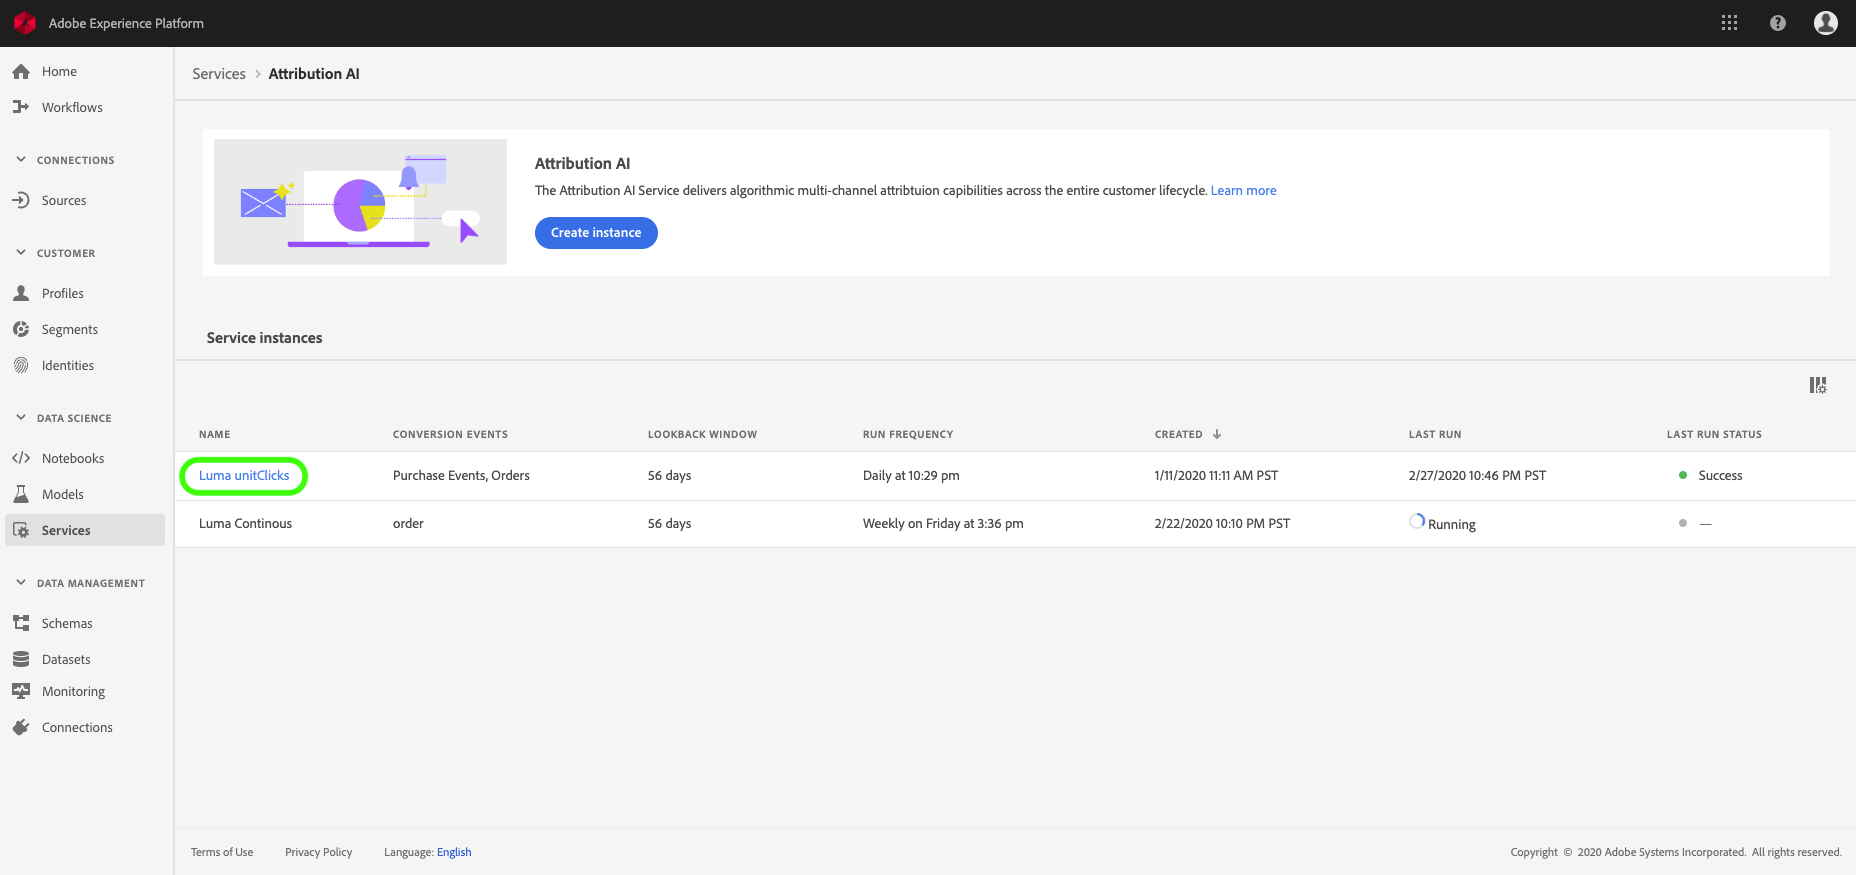 Adobe Experience Platform
Home
Workflows
CONNECTIONS
Sources
CUSTOMER
Profiles
Segments
Identities
DATA SCIENCE
Notebooks
Models
Services
DATA MANAGEMENT
Schemas
Datasets
Monitoring
Connections
Services > Attribution AI
Attribution AI
The Attribution AI Service delivers algorithmic multi-channel attribtuion capibilities across the entire customer lifecycle. Learn more
Create instance
Service instances
NAME CONVERSION EVENTS LOOKBACK WINDOW RUN FREQUENCY CREATED LAST RUN LAST RUN STATUS
Luma unitClicks Purchase Events, Orders 56 days Daily at 10:29 pm 1/11/2020 11:11 AM PST 2/27/2020 10:46 PM PST Success
Luma Continous order 56 days Weekly on Friday at 3:36 pm 2/22/2020 10:10 PM PST Running —
Terms of Use Privacy Policy Language: English Copyright © 2020 Adobe Systems Incorporated. All rights reserved.